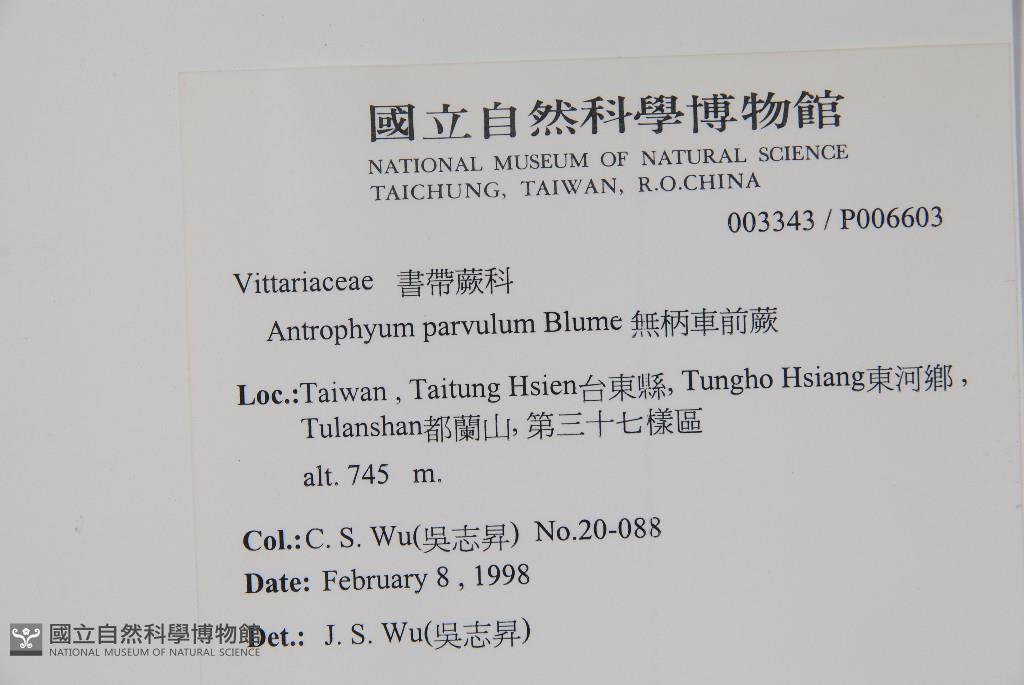 國立自然科學博物館
NATIONAL MUSEUM OF NATURAL SCIENCE
TAICHUNG, TAIWAN, R.O.CHINA
003343 / P006603
Vittariaceae 書帶蕨科
Antrophyum parvulum Blume 無柄車前蕨
Loc.:Taiwan , Taitung Hsien台東縣, Tungho Hsiang東河鄉 ,
Tulanshan都蘭山, 第三十七樣區
alt. 745 m.
Col.:C. S. Wu(吳志昇) No.20-088
Date: February 8 , 1998
Det.: J. S. Wu(吳志昇)
國立自然科學博物館
NATIONAL MUSEUM OF NATURAL SCIENCE